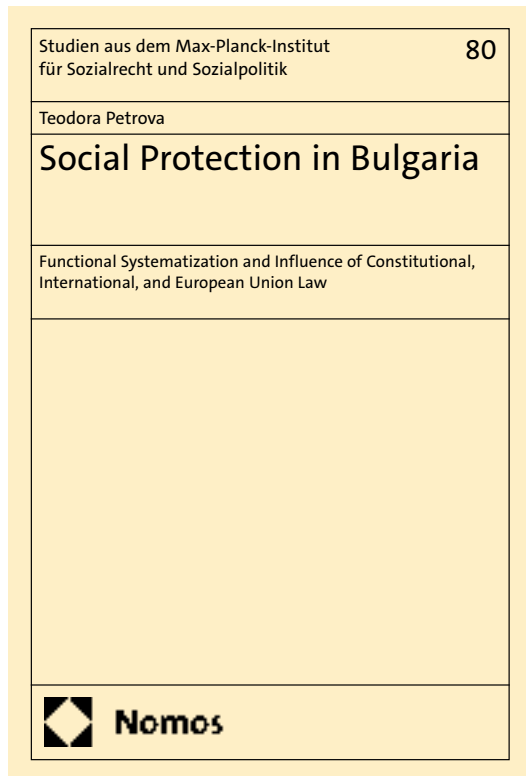 Studien aus dem Max-Planck-Institut
für Sozialrecht und Sozialpolitik
80
Teodora Petrova
Social Protection in Bulgaria
Functional Systematization and Influence of Constitutional,
International, and European Union Law
Nomos